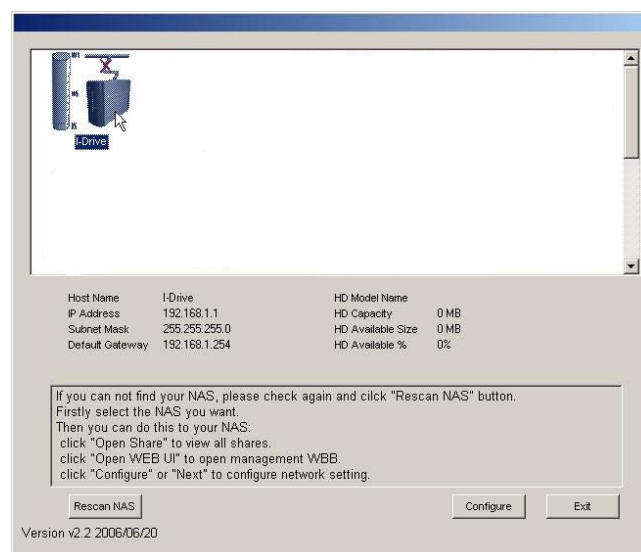 I-Drive
Host Name I-Drive HD Model Name
IP Address 192.168.1.1 HD Capacity 0 MB
Subnet Mask 255.255.255.0 HD Available Size 0 MB
Default Gateway 192.168.1.254 HD Available % 0%
If you can not find your NAS, please check again and cilck "Rescan NAS" button.
Firstly select the NAS you want.
Then you can do this to your NAS:
click "Open Share" to view all shares.
click "Open WEB UI" to open management WBB.
click "Configure" or "Next" to configure network setting.
Rescan NAS Configure Exit
Version v2.2 2006/06/20